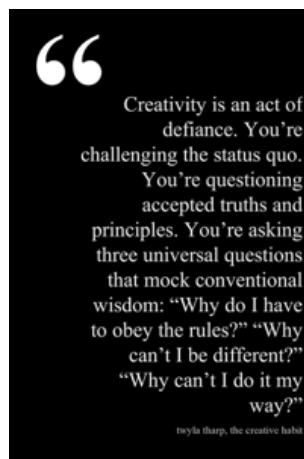 “
Creativity is an act of
defiance. You’re
challenging the status quo.
You’re questioning
accepted truths and
principles. You’re asking
three universal questions
that mock conventional
wisdom: “Why do I have
to obey the rules?” “Why
can’t I be different?”
“Why can’t I do it my
way?”
twyla tharp, the creative habit